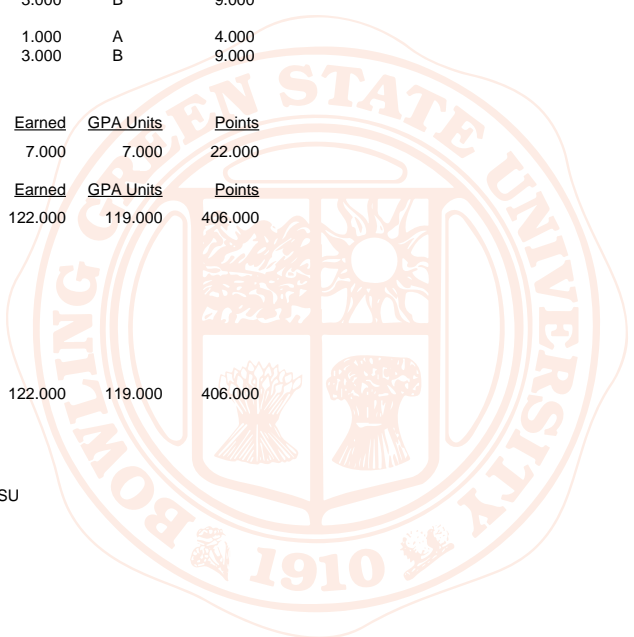 3.000 B 9.000
1.000 A 4.000
3.000 B 9.000
Earned GPA Units Points
7.000 7.000 22.000
Earned GPA Units Points
122.000 119.000 406.000
122.000 119.000 406.000
SU
BOWLING GREEN STATE UNIVERSITY
1910